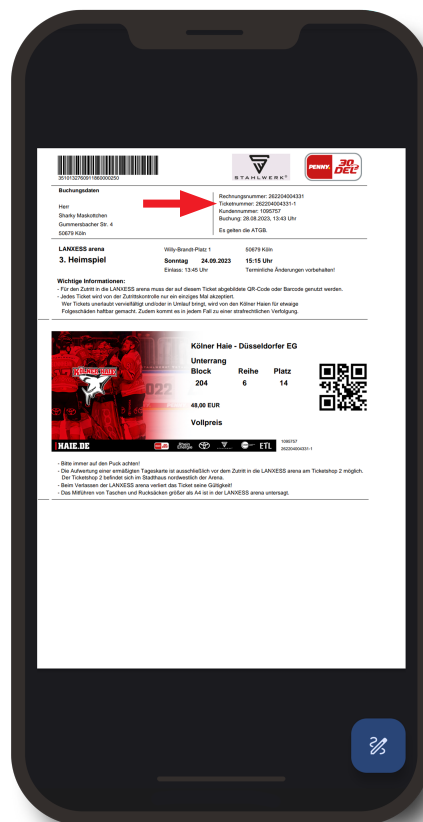 STAHLWERK®
PENNY. 30. DEL
3510132760911860000250
Buchungsdaten
Herr
Sharky Maskottchen
Gummersbacher Str. 4
50679 Köln
Rechnungsnummer: 262204004331
Ticketnummer: 262204004331-1
Kundennummer: 1095757
Buchung: 28.08.2023, 13:43 Uhr
Es gelten die ATGB.
LANXESS arena Willy-Brandt-Platz 1 50679 Köln
3. Heimspiel Sonntag 24.09.2023 15:15 Uhr
Einlass: 13:45 Uhr Terminliche Änderungen vorbehalten!
Wichtige Informationen:
- Für den Zutritt in die LANXESS arena muss der auf diesem Ticket abgebildete QR-Code oder Barcode genutzt werden.
- Jedes Ticket wird von der Zutrittskontrolle nur ein einziges Mal akzeptiert.
Wer Tickets unerlaubt vervielfältigt und/oder in Umlauf bringt, wird von den Kölner Haien für etwaige
Folgeschäden haftbar gemacht. Zudem kommt es in jedem Fall zu einer strafrechtlichen Verfolgung.
KÖLNER HAIE
2022
Kölner Haie - Düsseldorfer EG
Unterrang
Block Reihe Platz
204 6 14
48,00 EUR
Vollpreis
HAIE.DE
ETL
1095757
262204004331-1
- Bitte immer auf den Puck achten!
- Die Aufwertung einer ermäßigten Tageskarte ist ausschließlich vor dem Zutritt in die LANXESS arena am Ticketshop 2 möglich.
Der Ticketshop 2 befindet sich im Stadthaus nordwestlich der Arena.
- Beim Verlassen der LANXESS arena verliert das Ticket seine Gültigkeit!
- Das Mitführen von Taschen und Rucksäcken größer als A4 ist in der LANXESS arena untersagt.